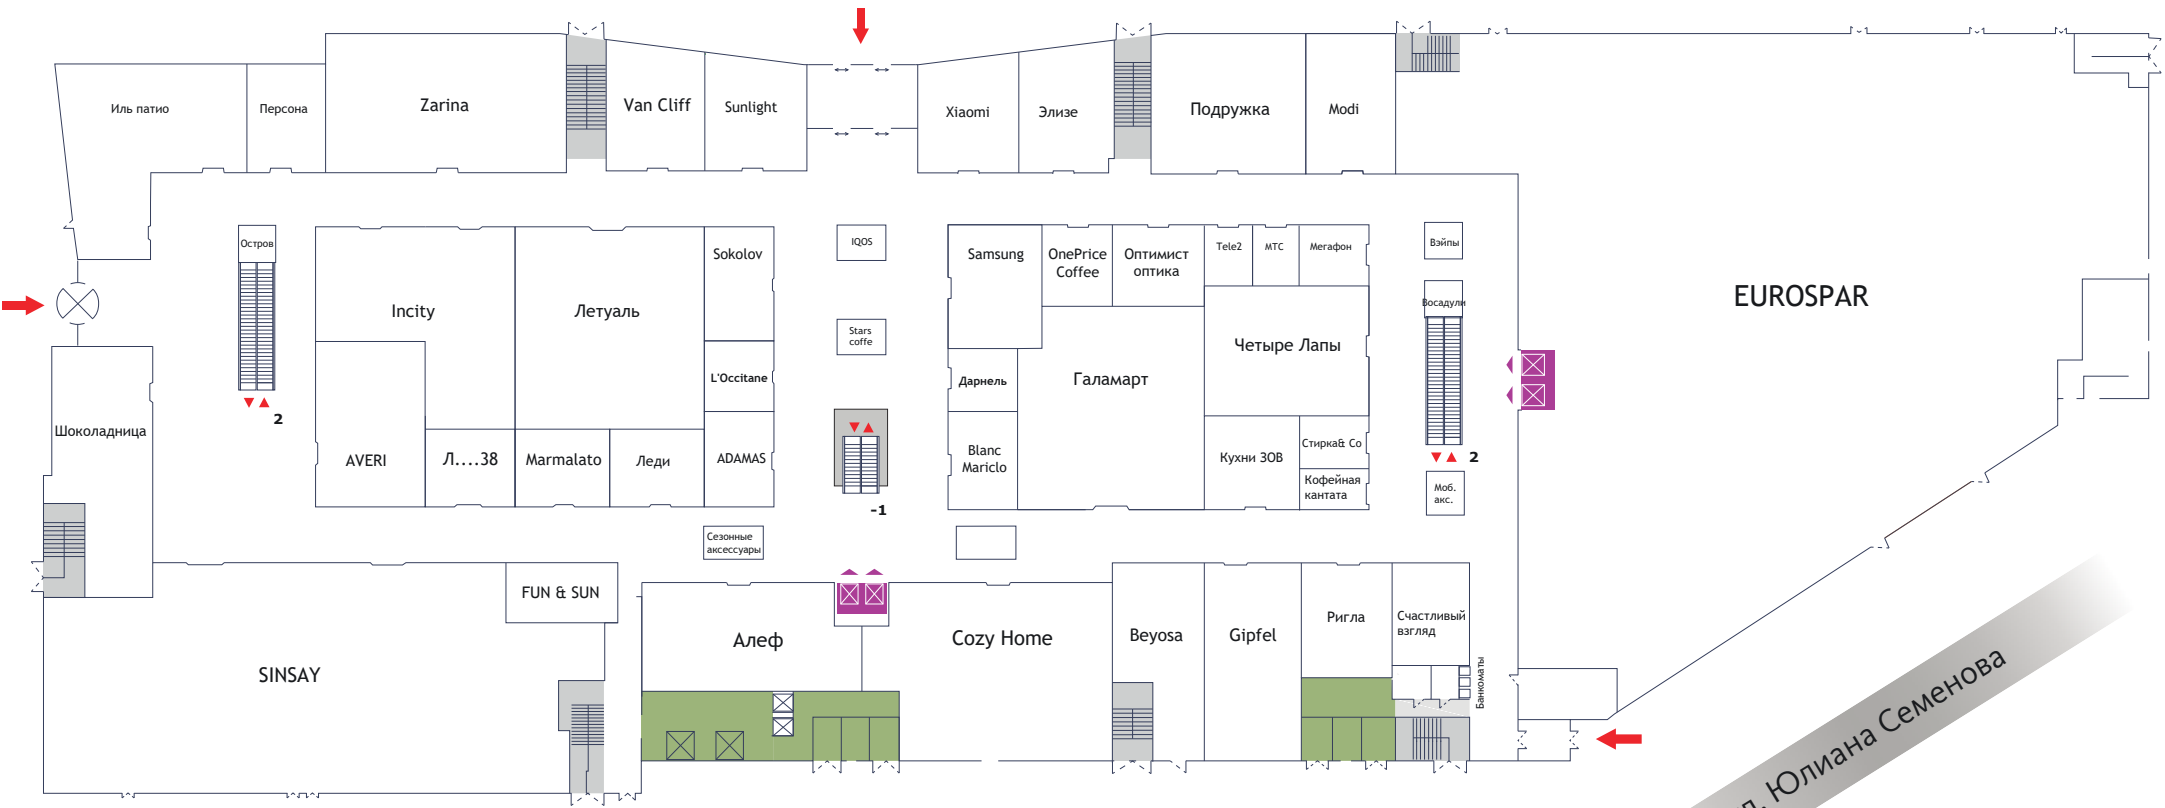 Иль патио
Персона
Zarina
Van Cliff
Sunlight
Xiaomi
Элизе
Подружка
Modi
Остров
Incity
Летуаль
Sokolov
IQOS
Samsung
OnePrice
Coffee
Оптимист
оптика
Tele2
МТС
Мегафон
Вэйпы
EUROSPAR
Stars
coffe
Четыре Лапы
Восадули
L'Occitane
Дарнель
Галамарт
2
Шоколадница
AVERI
Л....38
Marmalato
Леди
ADAMAS
-1
Blanc
Mariclo
Кухни ЗОВ
Стирка& Co
Кофейная
кантата
2
Моб.
акс.
Сезонные
аксессуары
FUN & SUN
SINSAY
Алеф
Cozy Home
Beyosa
Gipfel
Ригла
Счастливый
взгляд
Банкоматы
л. Юлиана Семенова